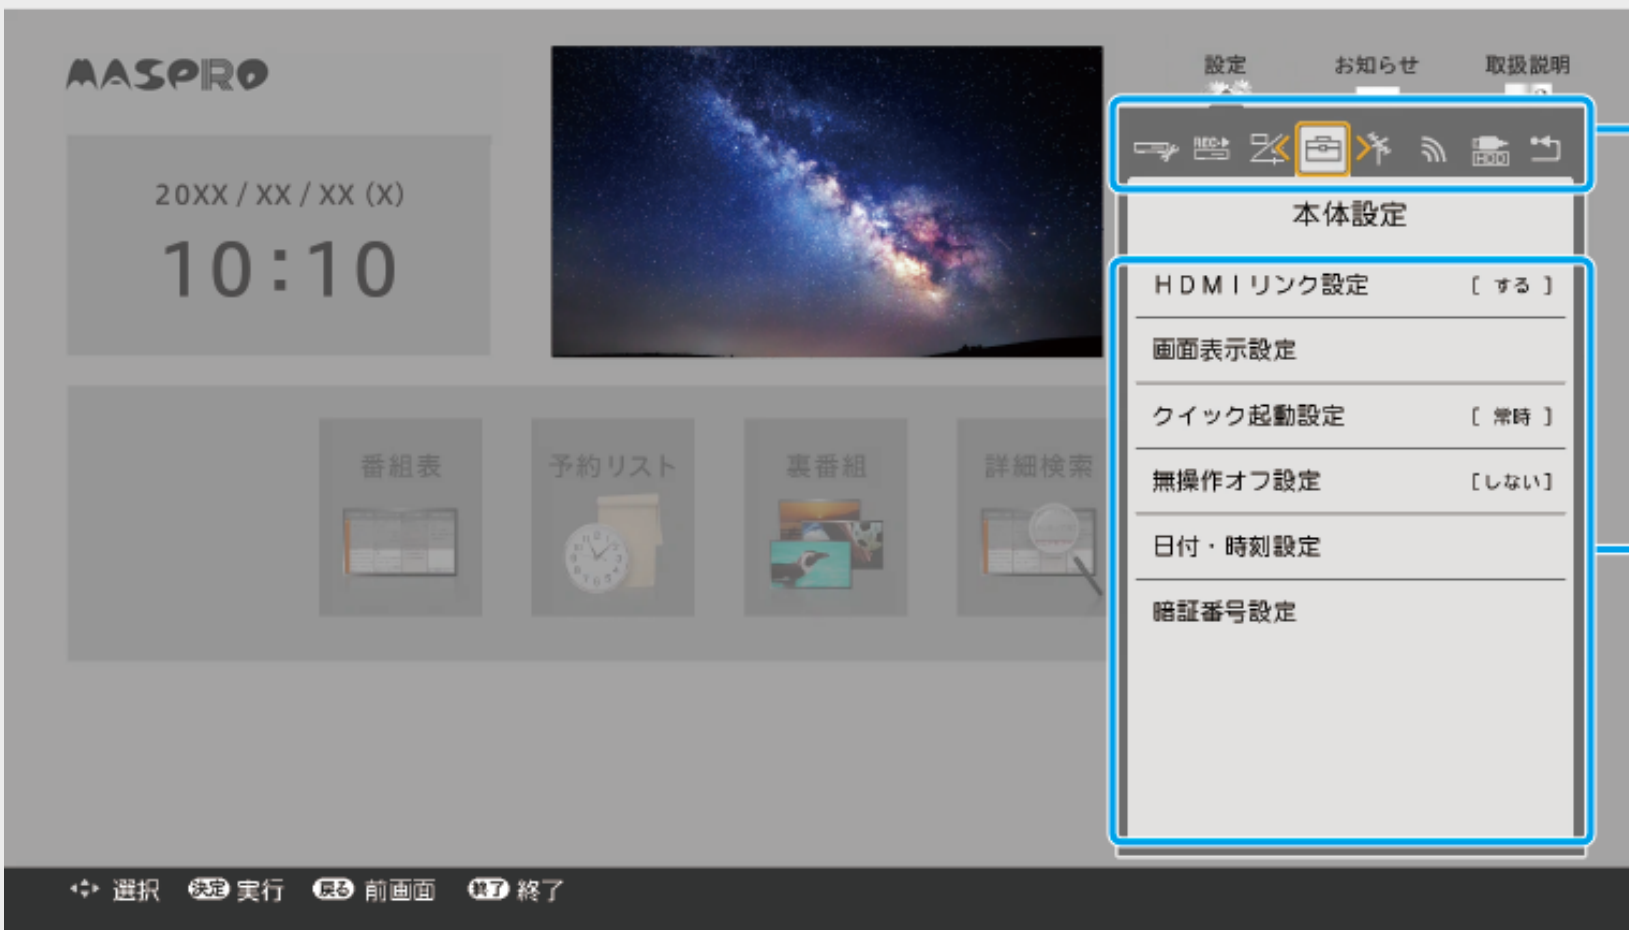 MASPRO
設定 お知らせ 取扱説明
REC
HDD
20XX / XX / XX (X)
10:10
本体設定
HDMIリンク設定 [ する ]
画面表示設定
クイック起動設定 [ 常時 ]
無操作オフ設定 [しない]
日付・時刻設定
暗証番号設定
番組表 予約リスト 裏番組 詳細検索
選択 決定 実行 戻る 前画面 終了 終了